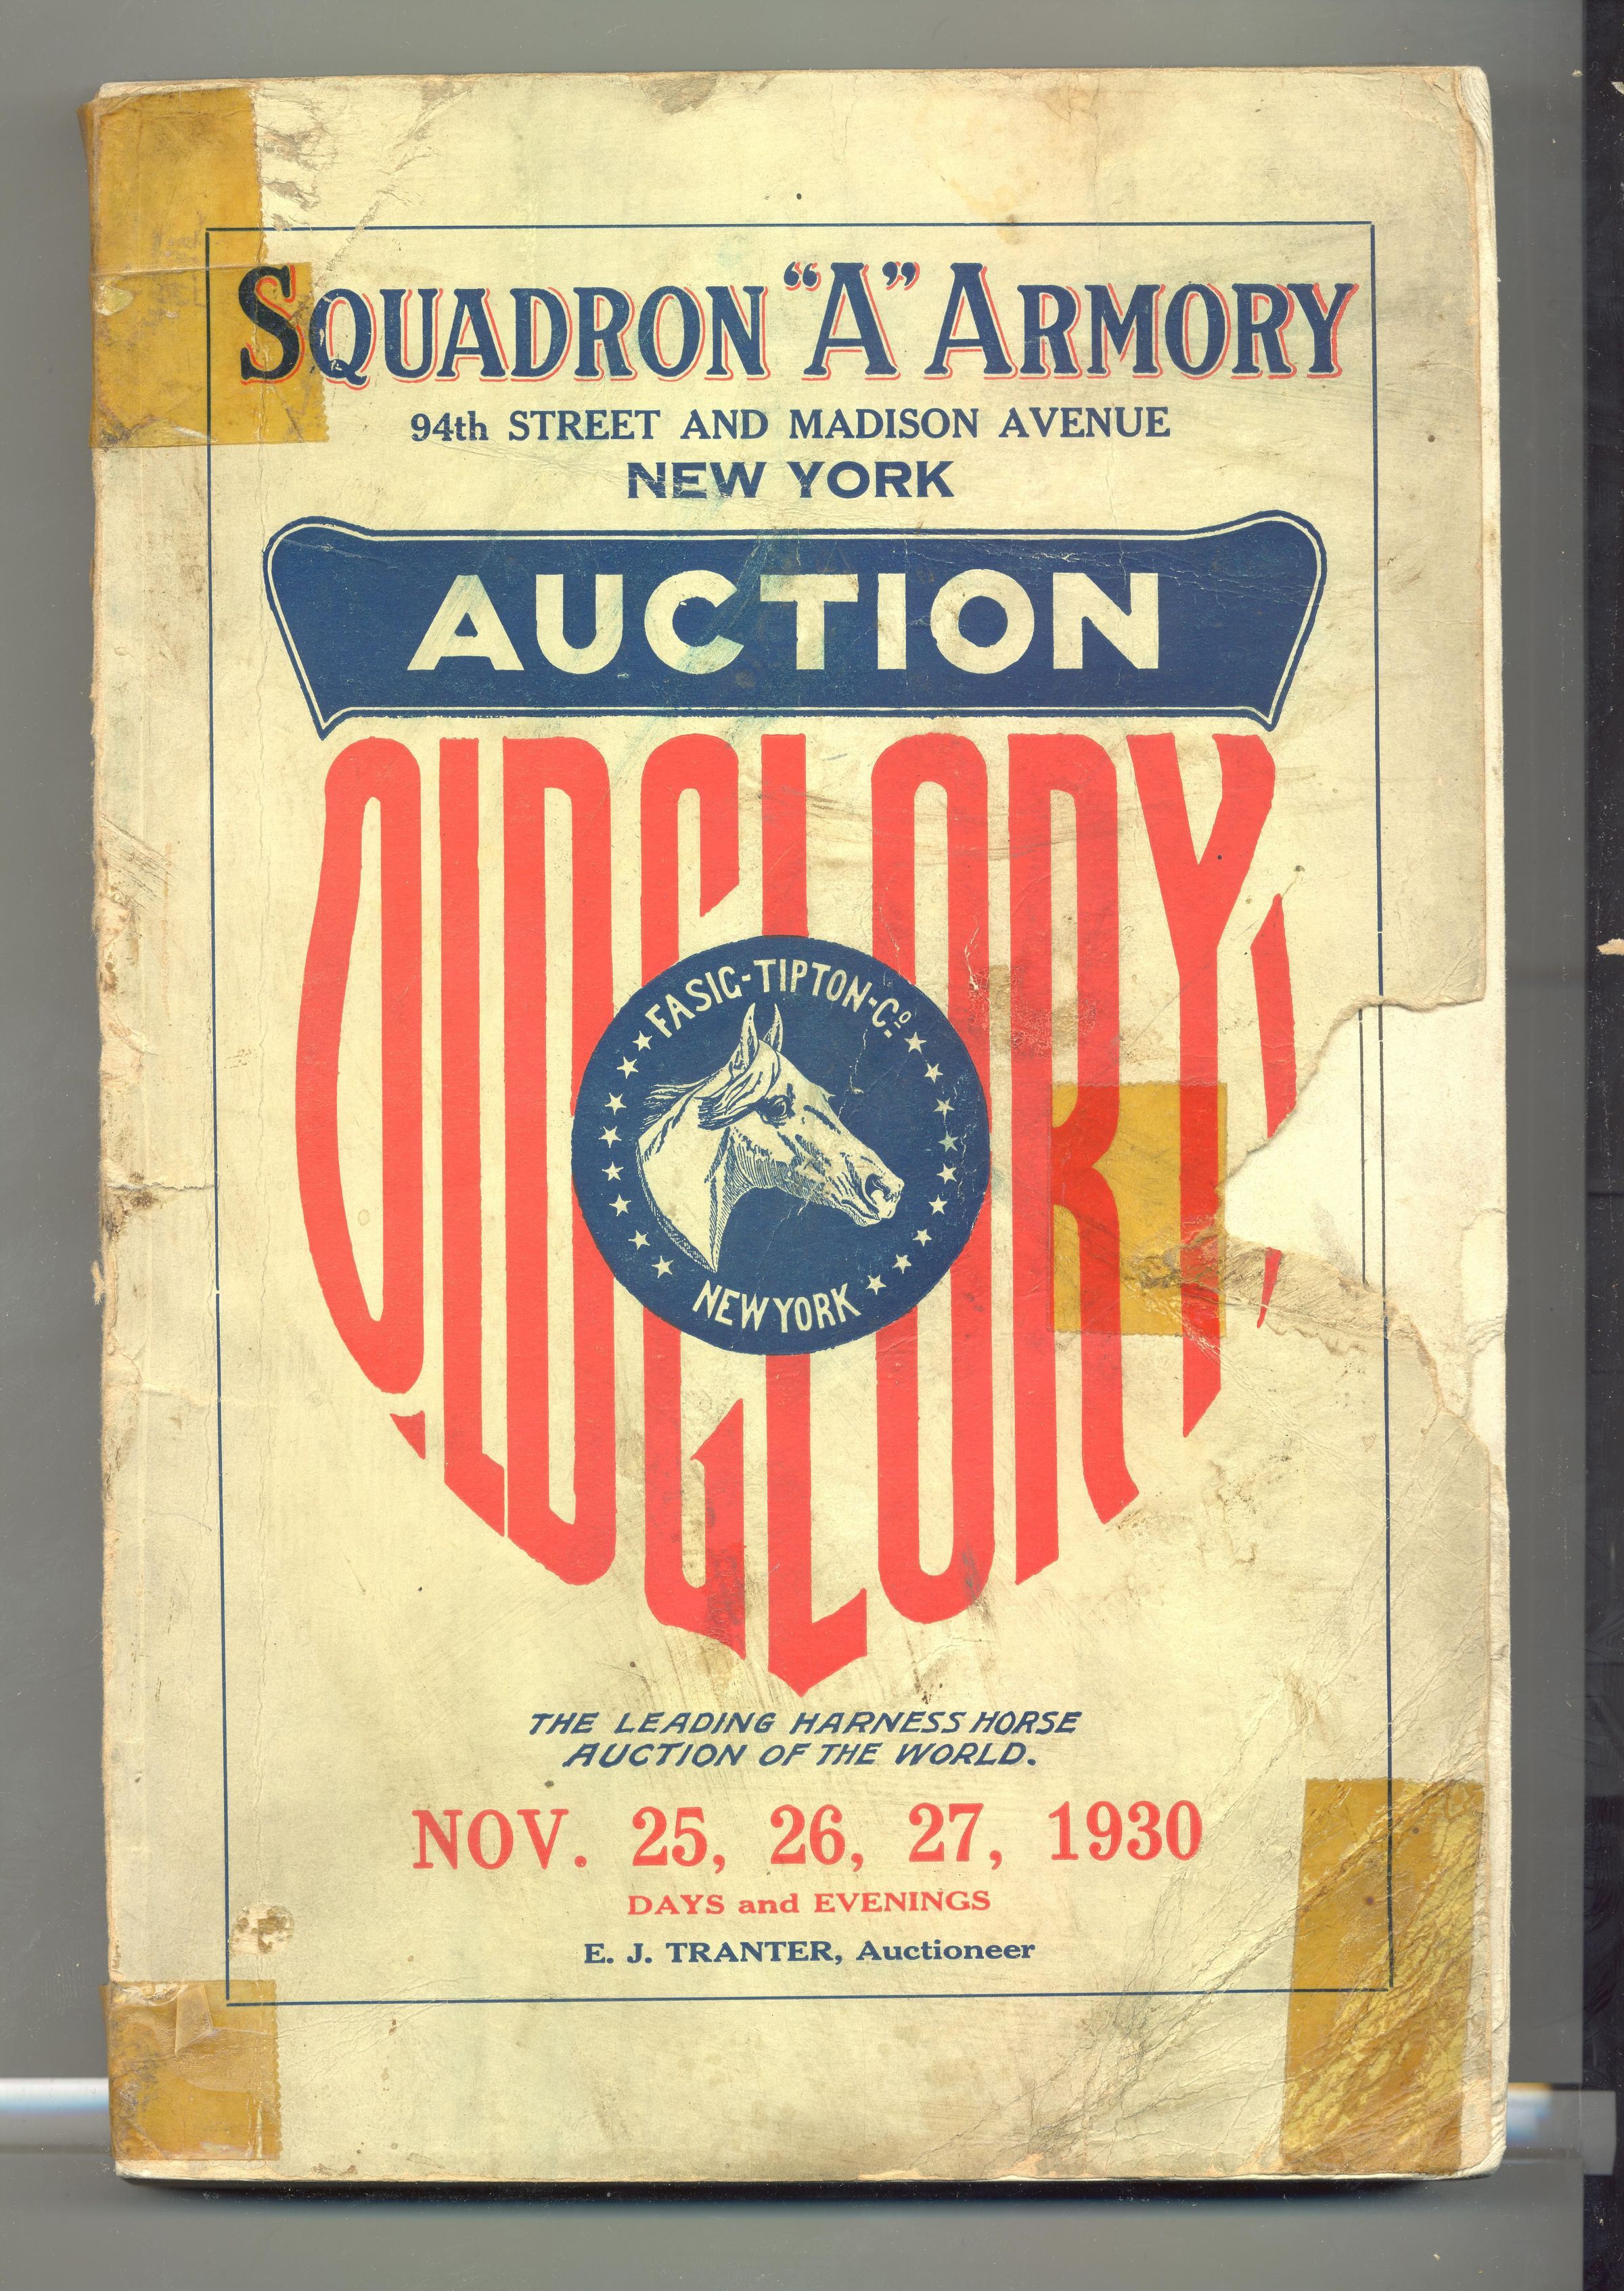 SQUADRON "A" ARMORY
94th STREET AND MADISON AVENUE
NEW YORK
AUCTION
OLD GLORY
FASIG-TIPTON-Co.
NEW YORK
THE LEADING HARNESS HORSE
AUCTION OF THE WORLD.
NOV. 25, 26, 27, 1930
DAYS and EVENINGS
E. J. TRANTER, Auctioneer